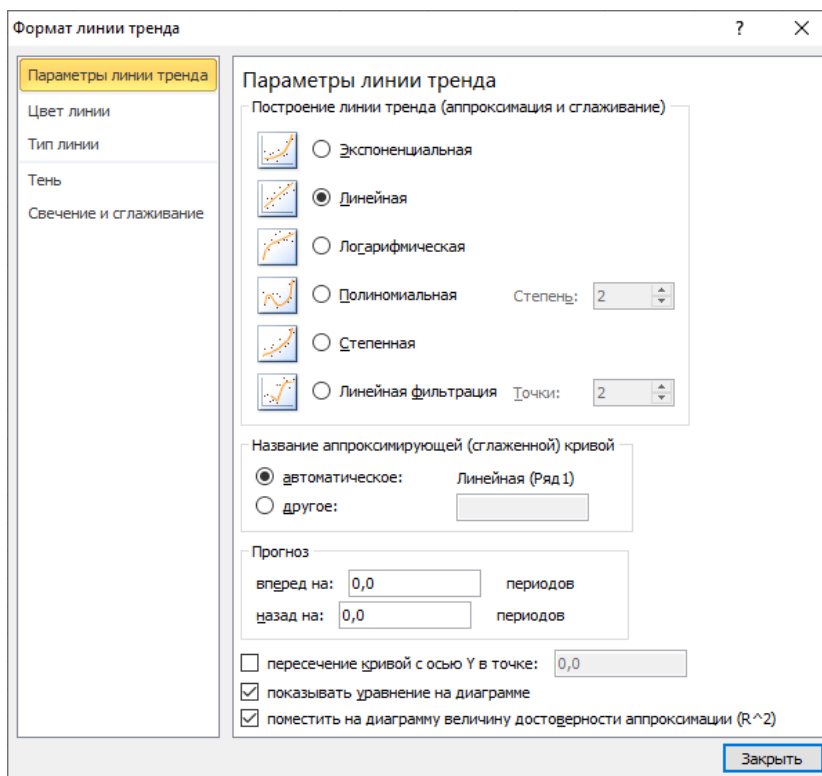 Формат линии тренда
?
Параметры линии тренда
Цвет линии
Тип линии
Тень
Свечение и сглаживание
Параметры линии тренда
Построение линии тренда (аппроксимация и сглаживание)
Экспоненциальная
Линейная
Логарифмическая
Полиномиальная Степень: 2
Степенная
Линейная фильтрация Точки: 2
Название аппроксимирующей (сглаженной) кривой
автоматическое: Линейная (Ряд1)
другое:
Прогноз
вперед на: 0,0 периодов
назад на: 0,0 периодов
пересечение кривой с осью Y в точке: 0,0
показывать уравнение на диаграмме
поместить на диаграмму величину достоверности аппроксимации (R^2)
Закрыть